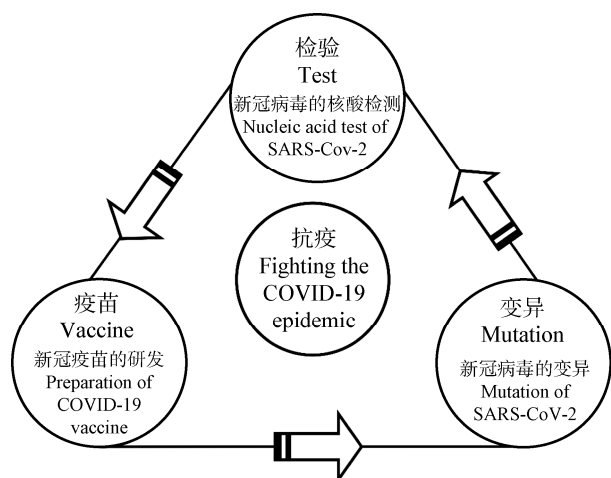 检验
Test
新冠病毒的核酸检测
Nucleic acid test of
SARS-Cov-2
抗疫
Fighting the
COVID-19
epidemic
疫苗
Vaccine
新冠疫苗的研发
Preparation of
COVID-19
vaccine
变异
Mutation
新冠病毒的变异
Mutation of
SARS-CoV-2